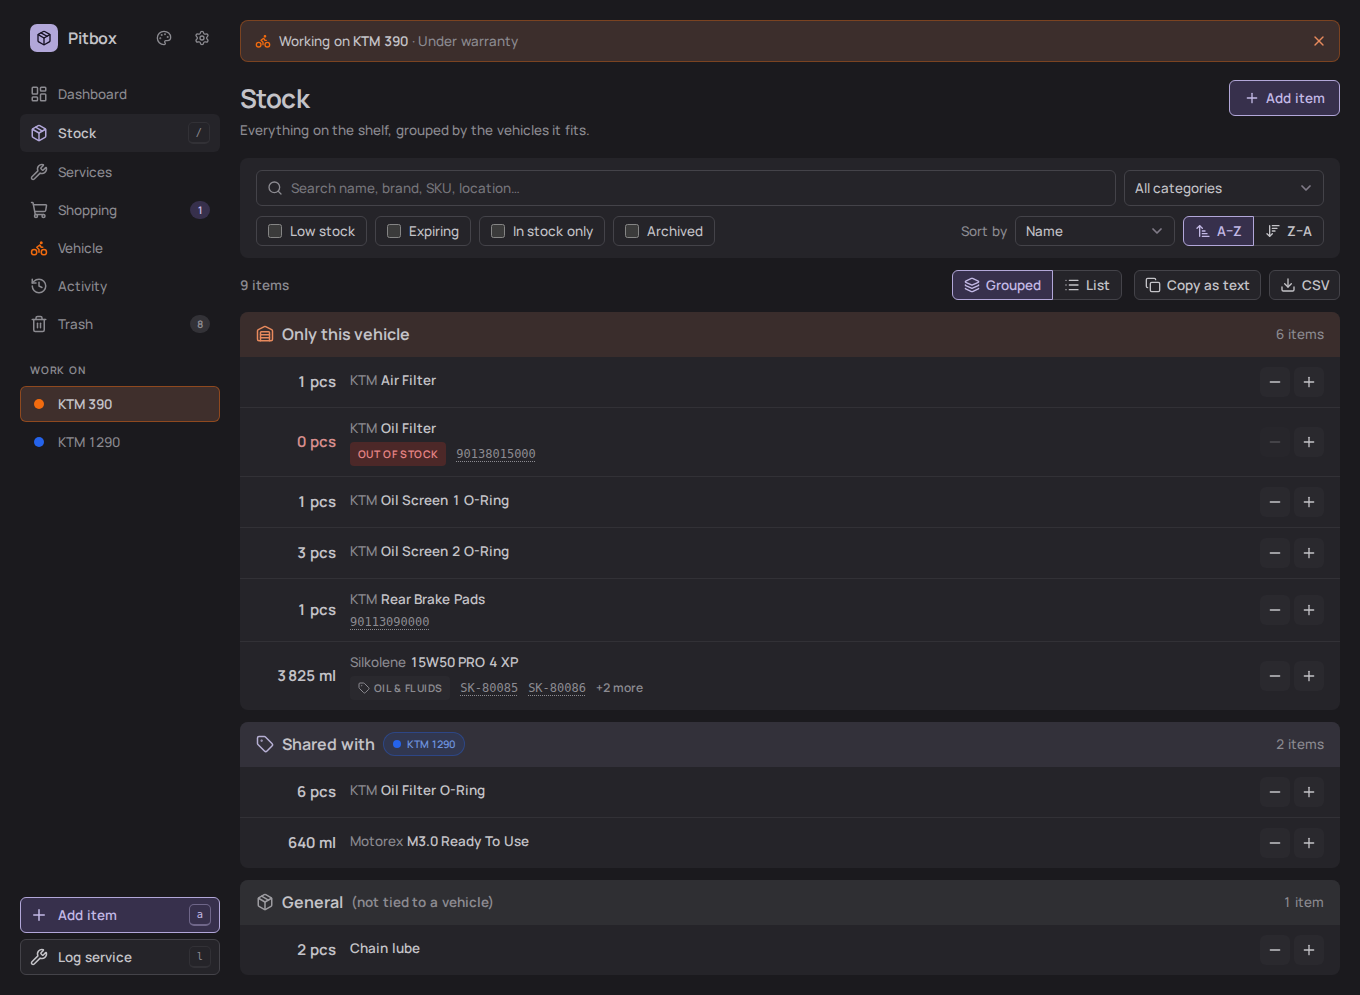 Pitbox
Dashboard
Stock /
Services
Shopping 1
Vehicle
Activity
Trash 8
WORK ON
KTM 390
KTM 1290
Add item a
Log service l
Working on KTM 390 · Under warranty
Stock
Add item
Everything on the shelf, grouped by the vehicles it fits.
Search name, brand, SKU, location...
All categories
Low stock
Expiring
In stock only
Archived
Sort by
Name
A–Z
Z–A
9 items
Grouped
List
Copy as text
CSV
Only this vehicle
6 items
1 pcs
KTM Air Filter
0 pcs
KTM Oil Filter
OUT OF STOCK 90138015000
1 pcs
KTM Oil Screen 1 O-Ring
3 pcs
KTM Oil Screen 2 O-Ring
1 pcs
KTM Rear Brake Pads
90113090000
3 825 ml
Silkolene 15W50 PRO 4 XP
OIL & FLUIDS SK-80085 SK-80086 +2 more
Shared with KTM 1290
2 items
6 pcs
KTM Oil Filter O-Ring
640 ml
Motorex M3.0 Ready To Use
General (not tied to a vehicle)
1 item
2 pcs
Chain lube